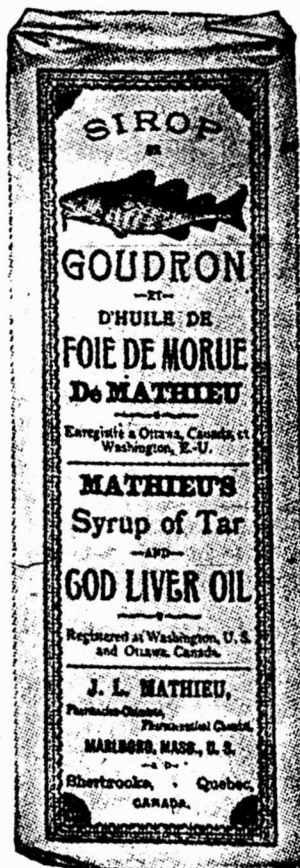 SIROP
DE
GOUDRON
—ET—
D'HUILE DE
FOIE DE MORUE
De MATHIEU
Enregistré a Ottawa, Canada, et
Washington, E.-U.
MATHIEU'S
Syrup of Tar
—AND—
COD LIVER OIL
Registered at Washington, U. S.
and Ottawa, Canada.
J. L. MATHIEU,
Pharmacien-Chimiste,
Pharmaceutical Chemist,
MARLBORO, MASS., U. S.
Sherbrooke, Quebec,
CANADA.